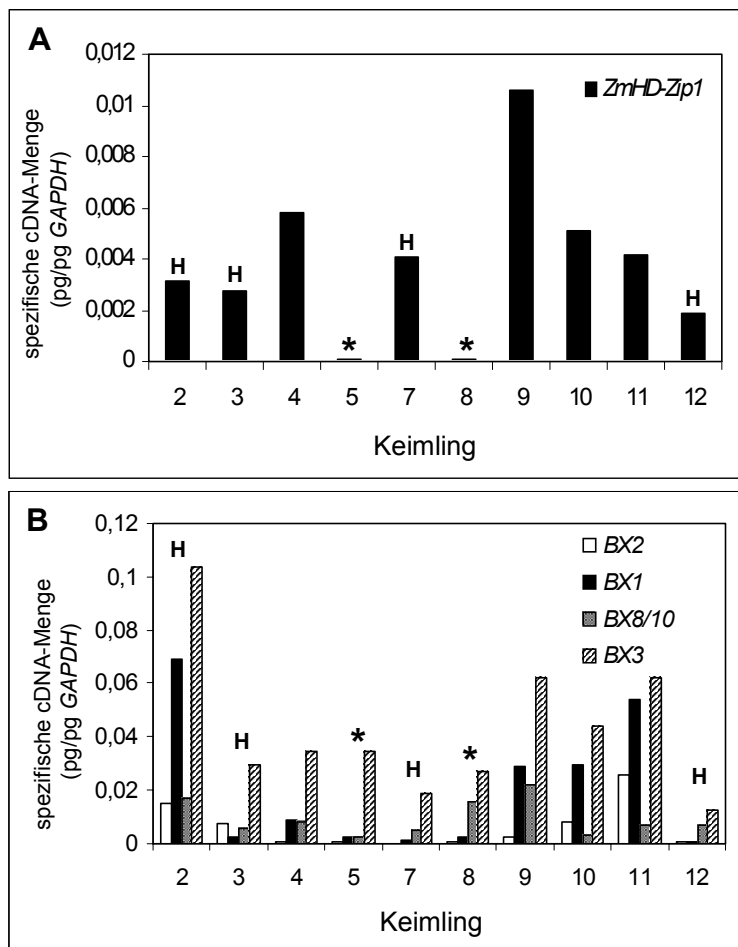 A
ZmHD-Zip1
spezifische cDNA-Menge
(pg/pg GAPDH)
0,012
0,01
0,008
0,006
0,004
0,002
0
H
H
*
H
*
H
2 3 4 5 7 8 9 10 11 12
Keimling
B
BX2
BX1
BX8/10
BX3
spezifische cDNA-Menge
(pg/pg GAPDH)
0,12
0,1
0,08
0,06
0,04
0,02
0
H
H
*
H
*
H
2 3 4 5 7 8 9 10 11 12
Keimling